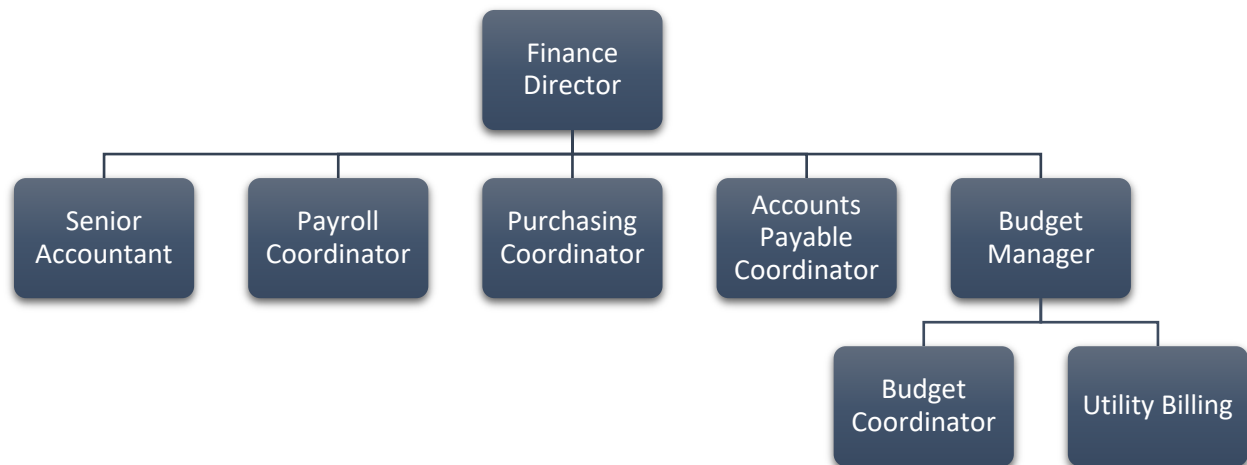 Finance
Director
Senior
Accountant
Payroll
Coordinator
Purchasing
Coordinator
Accounts
Payable
Coordinator
Budget
Manager
Budget
Coordinator
Utility Billing